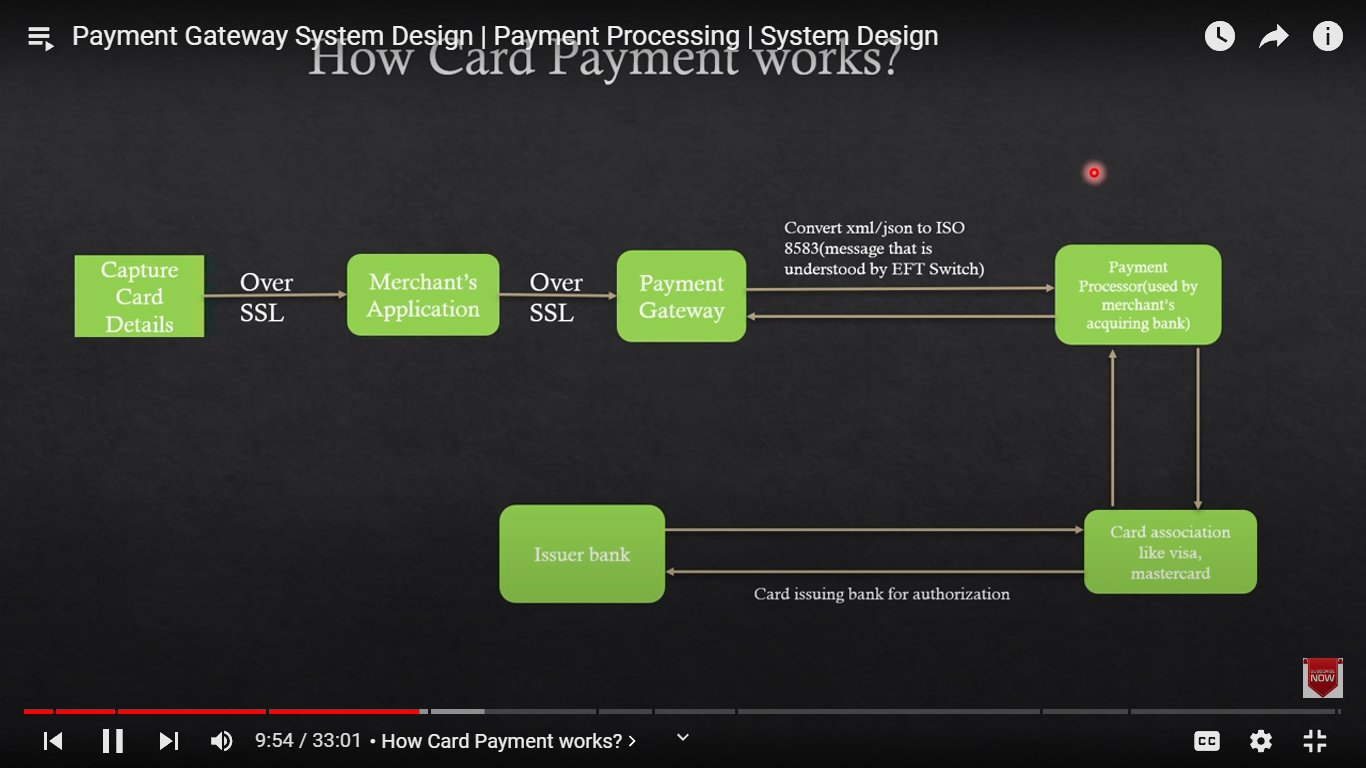 Payment Gateway System Design | Payment Processing | System Design
How Card Payment works?
Convert xml/json to ISO
8583(message that is
understood by EFT Switch)
Capture
Card
Details
Over
SSL
Merchant's
Application
Over
SSL
Payment
Gateway
Payment
Processor(used by
merchant's
acquiring bank)
Issuer bank
Card association
like visa,
mastercard
Card issuing bank for authorization
SUBSCRIBE
NOW
9:54 / 33:01 • How Card Payment works? >
CC